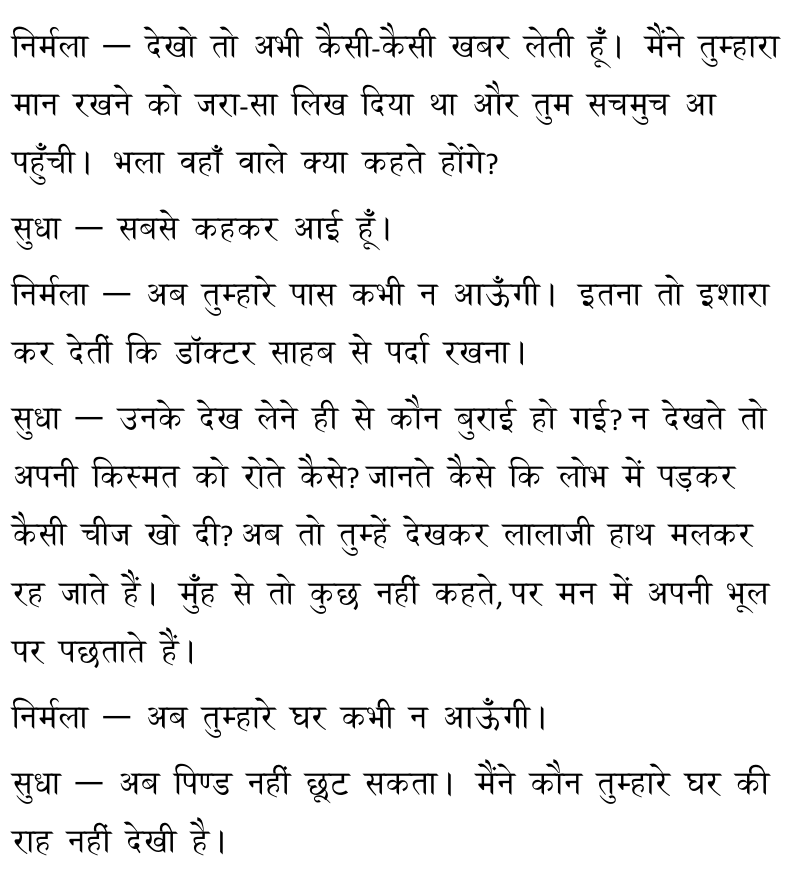 निर्मला — देखो तो अभी कैसी-कैसी खबर लेती हूँ। मैंने तुम्हारा
मान रखने को जरा-सा लिख दिया था और तुम सचमुच आ
पहुँची। भला वहाँ वाले क्या कहते होंगे?
सुधा — सबसे कहकर आई हूँ।
निर्मला — अब तुम्हारे पास कभी न आऊँगी। इतना तो इशारा
कर देतीं कि डॉक्टर साहब से पर्दा रखना।
सुधा — उनके देख लेने ही से कौन बुराई हो गई? न देखते तो
अपनी किस्मत को रोते कैसे? जानते कैसे कि लोभ में पड़कर
कैसी चीज खो दी? अब तो तुम्हें देखकर लालाजी हाथ मलकर
रह जाते हैं। मुँह से तो कुछ नहीं कहते, पर मन में अपनी भूल
पर पछताते हैं।
निर्मला — अब तुम्हारे घर कभी न आऊँगी।
सुधा — अब पिण्ड नहीं छूट सकता। मैंने कौन तुम्हारे घर की
राह नहीं देखी है।